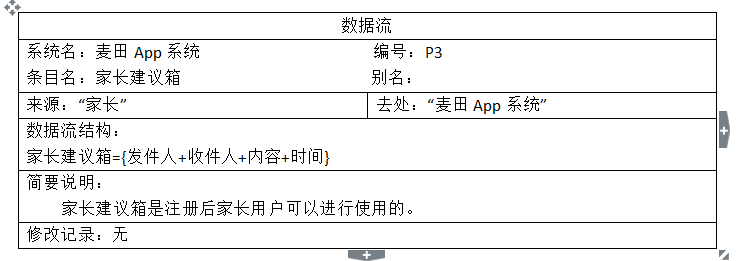 数据流
系统名：麦田 App 系统 编号：P3
条目名：家长建议箱 别名：
来源：“家长” 去处：“麦田 App 系统”
数据流结构：
家长建议箱={发件人+收件人+内容+时间}
简要说明：
家长建议箱是注册后家长用户可以进行使用的。
修改记录：无